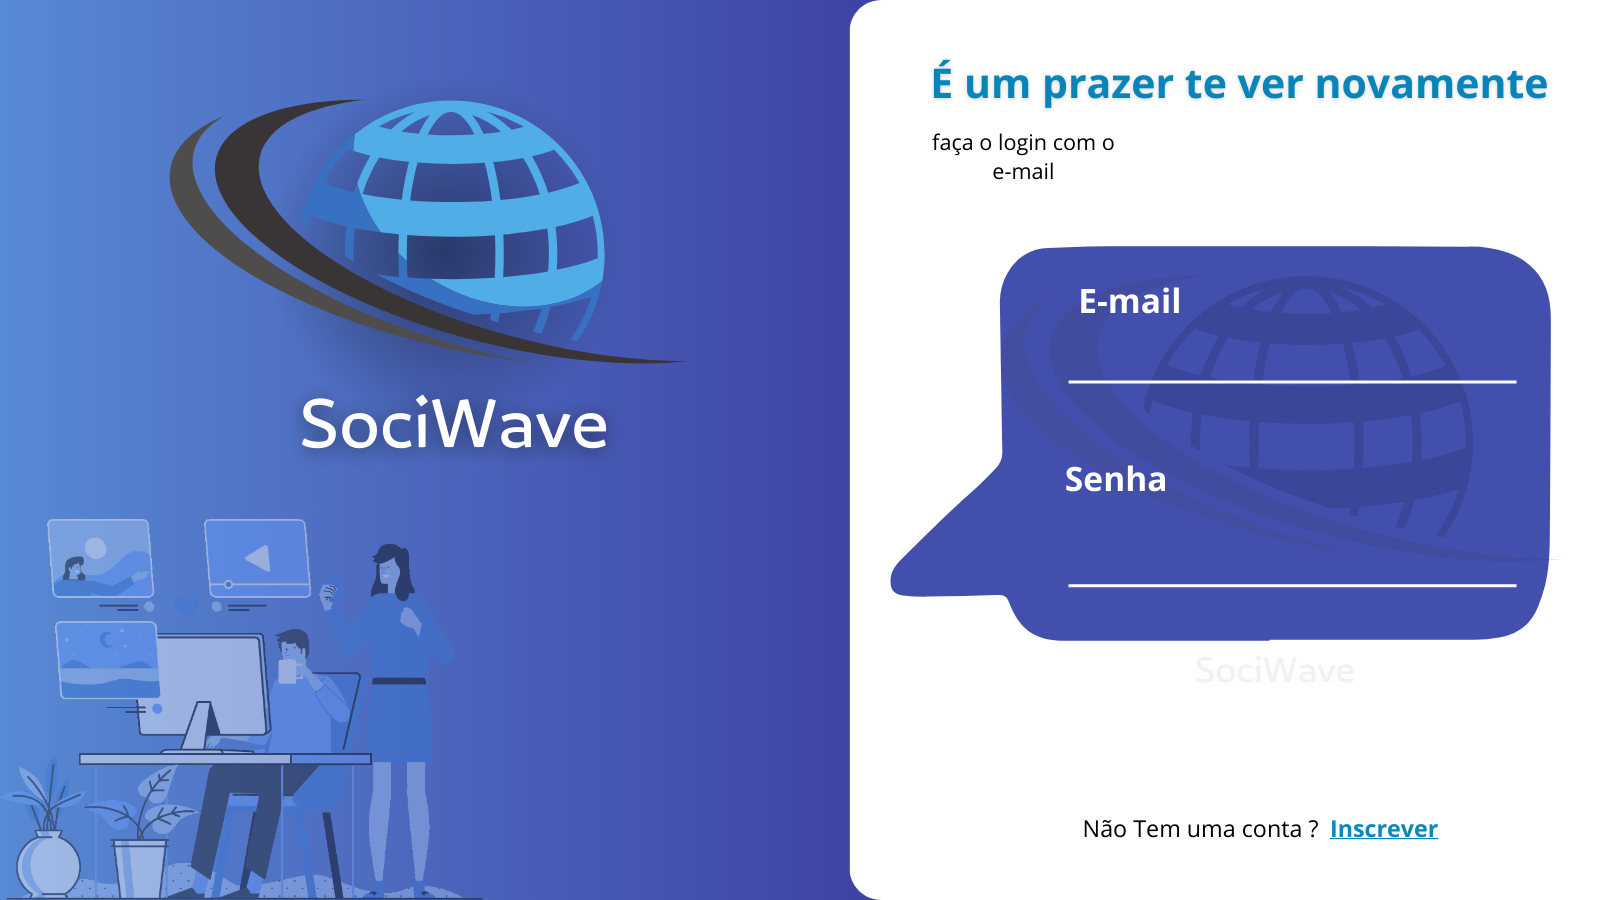 SociWave
É um prazer te ver novamente
faça o login com o
e-mail
E-mail
Senha
SociWave
Não Tem uma conta ? Inscrever